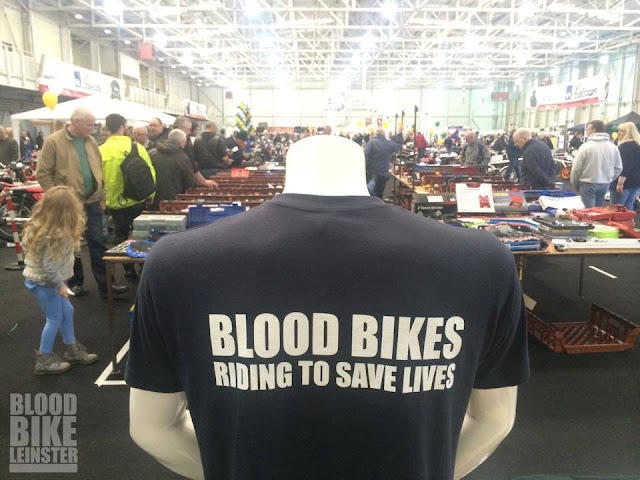 BLOOD BIKES
RIDING TO SAVE LIVES
BLOOD
BIKE
LEINSTER